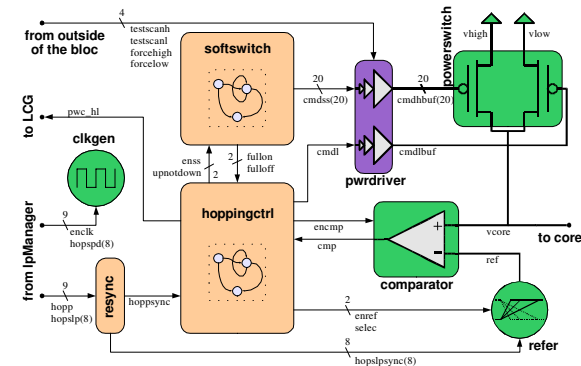 4
from outside
of the bloc
testscanh
testscanl
forcehigh
forcelow
softswitch
20
cmdss(20)
20
cmdhbuf(20)
powerswitch
vhigh
vlow
to LCG
pwc_hl
clkgen
enss
upnotdown
2
2
fullon
fulloff
cmdl
cmdlbuf
pwrdriver
hoppingctrl
from IpManager
9
enclk
hopspd(8)
encmp
cmp
+
-
comparator
vcore
to core
ref
9
hopp
hopslp(8)
resync
hoppsync
2
enref
selec
refer
8
hopslpsync(8)